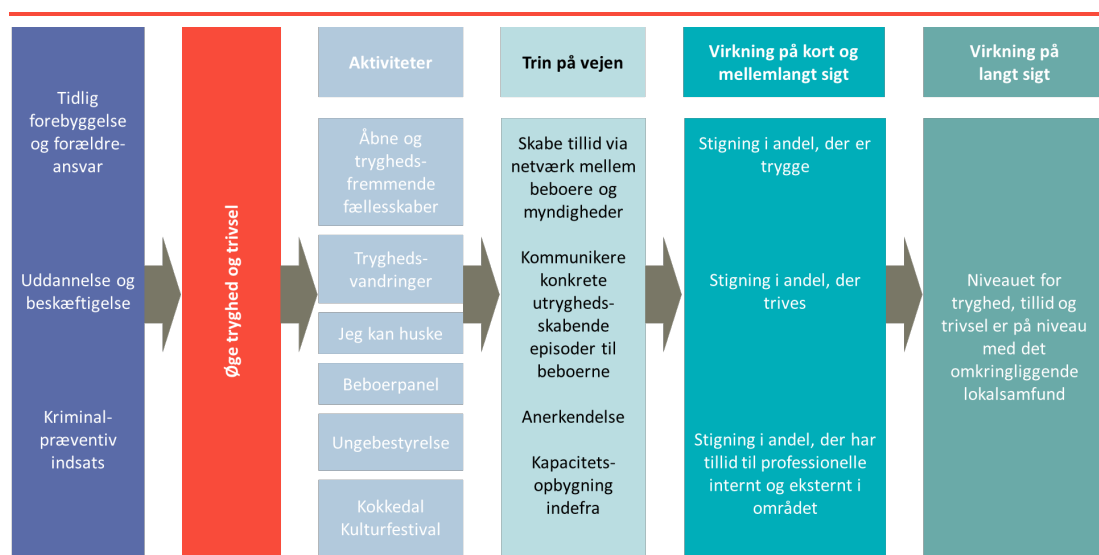 Tidlig
forebyggelse
og forældre-
ansvar
Uddannelse og
beskæftigelse
Kriminal-
præventiv
indsats
Øge tryghed og trivsel
Aktiviteter
Åbne og
trygheds-
fremmende
fællesskaber
Trygheds-
vandringer
Jeg kan huske
Beboerpanel
Ungebestyrelse
Kokkedal
Kulturfestival
Trin på vejen
Skabe tillid via
netværk mellem
beboere og
myndigheder
Kommunikere
konkrete
utrygheds-
skabende
episoder til
beboerne
Anerkendelse
Kapacitets-
opbygning
indefra
Virkning på kort og
mellemlangt sigt
Stigning i andel, der er
trygge
Stigning i andel, der
trives
Stigning i andel, der har
tillid til professionelle
internt og eksternt i
området
Virkning på
langt sigt
Niveauet for
tryghed, tillid og
trivsel er på niveau
med det
omkringliggende
lokalsamfund